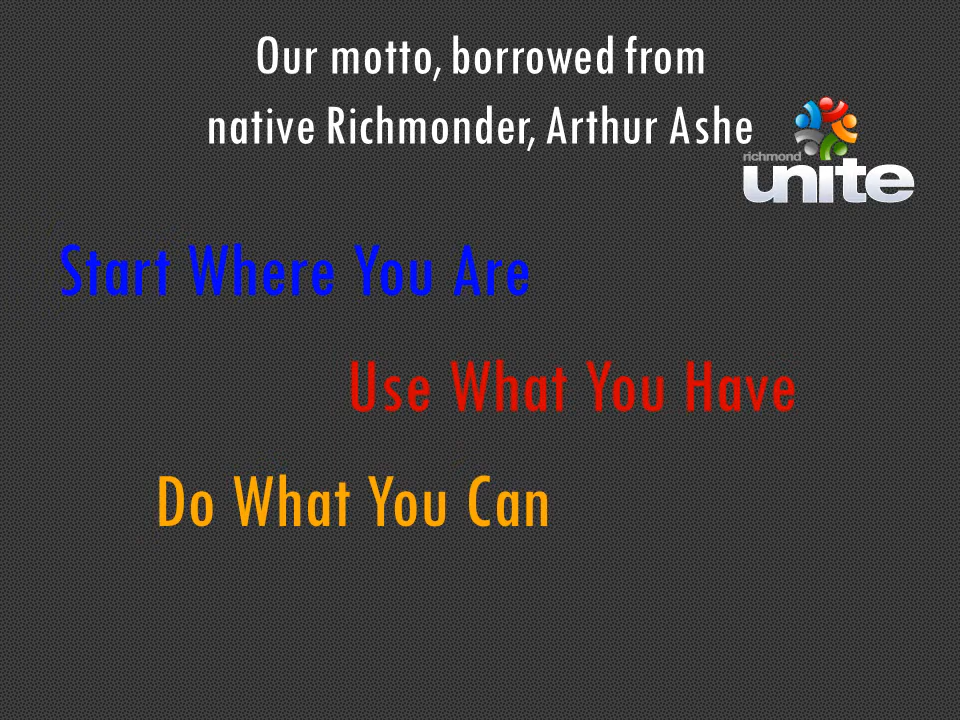 Our motto, borrowed from
native Richmonder, Arthur Ashe
richmond
unite
Start Where You Are
Use What You Have
Do What You Can